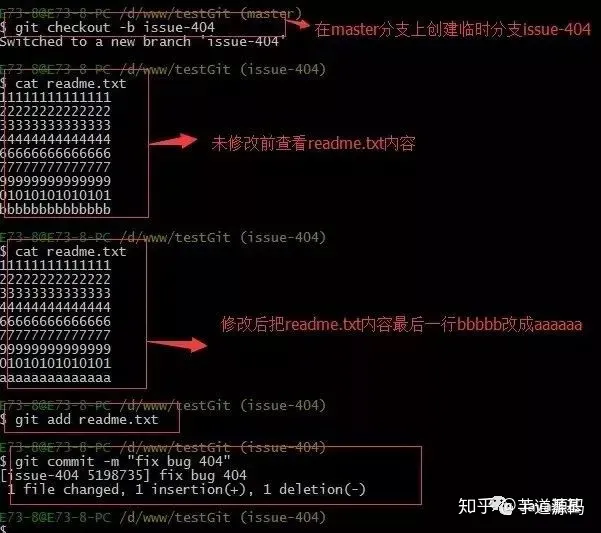 E73-8@E73-8-PC /d/www/testGit (master)
$ git checkout -b issue-404
在master分支上创建临时分支issue-404
Switched to a new branch 'issue-404'
E73-8@E73-8-PC /d/www/testGit (issue-404)
$ cat readme.txt
11111111111111
22222222222222
33333333333333
44444444444444
66666666666666
77777777777777
99999999999999
01010101010101
bbbbbbbbbbbbbb
未修改前查看readme.txt内容
E73-8@E73-8-PC /d/www/testGit (issue-404)
$ cat readme.txt
11111111111111
22222222222222
33333333333333
44444444444444
66666666666666
77777777777777
99999999999999
01010101010101
aaaaaaaaaaaaaa
修改后把readme.txt内容最后一行bbbbb改成aaaaaa
E73-8@E73-8-PC /d/www/testGit (issue-404)
$ git add readme.txt
E73-8@E73-8-PC /d/www/testGit (issue-404)
$ git commit -m "fix bug 404"
[issue-404 5198735] fix bug 404
1 file changed, 1 insertion(+), 1 deletion(-)
E73-8@E73-8-PC /d/www/testGit (issue-404)
$
知乎 @芋道源码